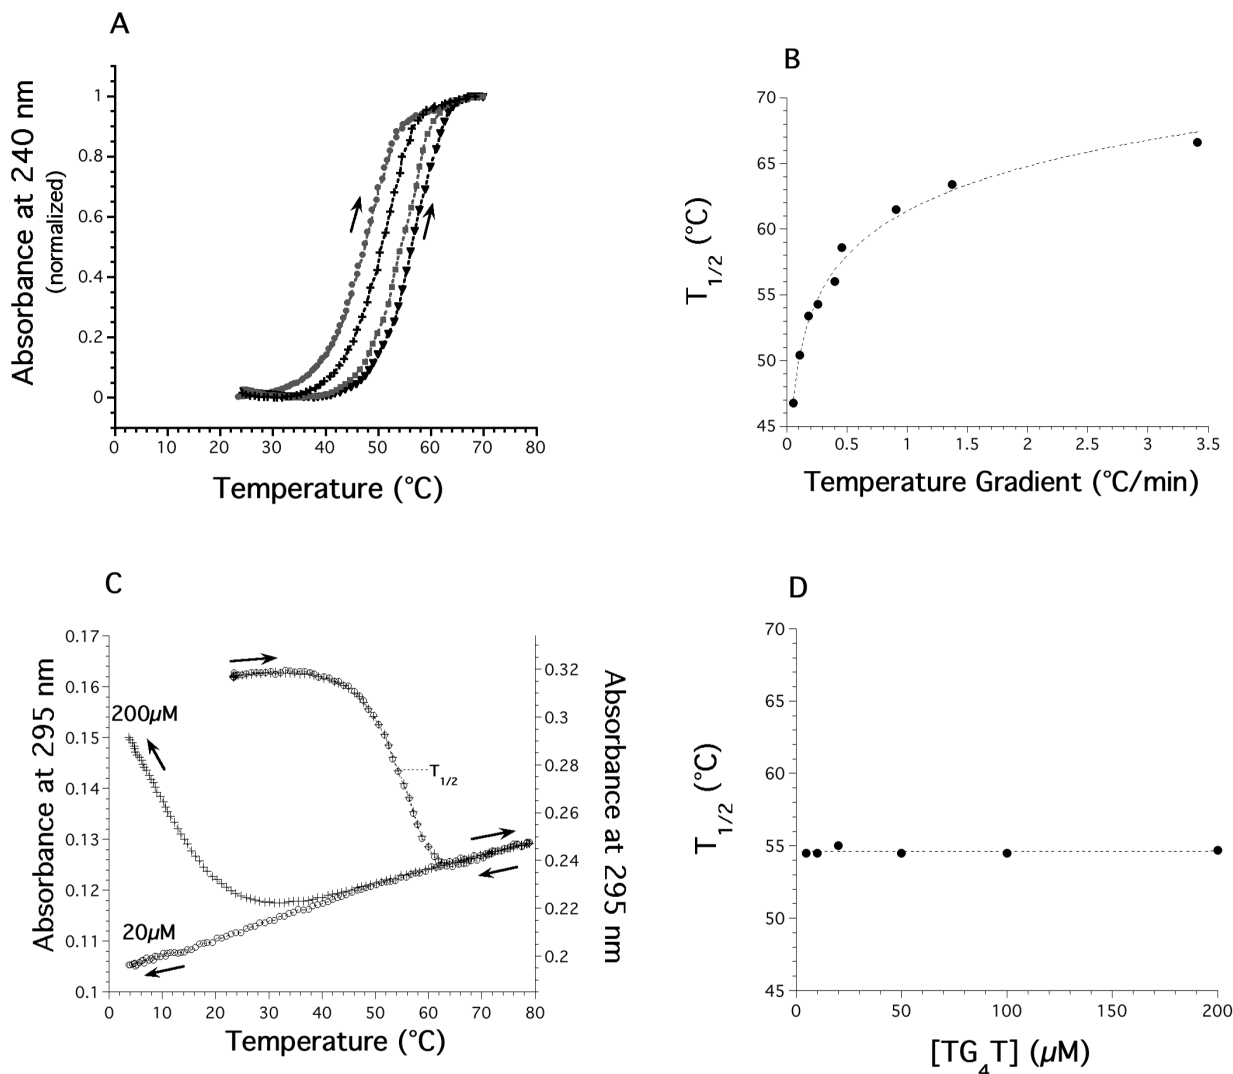 A
Absorbance at 240 nm
(normalized)
1
0.8
0.6
0.4
0.2
0
0 10 20 30 40 50 60 70 80
Temperature (°C)
B
T1/2 (°C)
70
65
60
55
50
45
0 0.5 1 1.5 2 2.5 3 3.5
Temperature Gradient (°C/min)
C
Absorbance at 295 nm
0.17
0.16
0.15
0.14
0.13
0.12
0.11
0.1
200µM
20µM
T1/2
0.32
0.3
0.28
0.26
0.24
0.22
0.2
Absorbance at 295 nm
0 10 20 30 40 50 60 70 80
Temperature (°C)
D
T1/2 (°C)
70
65
60
55
50
45
0 50 100 150 200
[TG4T] (µM)